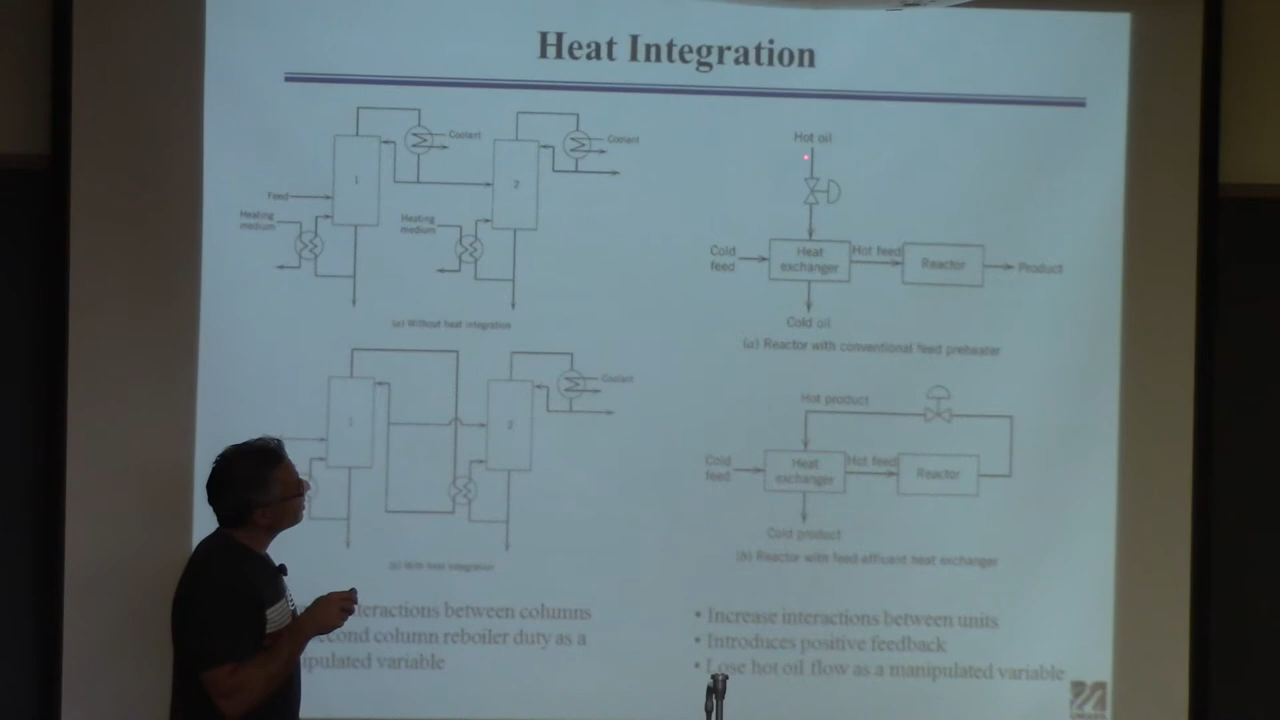 Heat Integration
Coolant
Coolant
1
2
Feed
Heating
medium
Heating
medium
(a) Without heat integration
Coolant
1
2
(b) With heat integration
eractions between columns
cond column reboiler duty as a
ipulated variable
Hot oil
Cold
feed
Heat
exchanger
Hot feed
Reactor
Product
Cold oil
(a) Reactor with conventional feed preheater
Hot product
Cold
feed
Heat
exchanger
Hot feed
Reactor
Cold product
(b) Reactor with feed effluent heat exchanger
• Increase interactions between units
• Introduces positive feedback
• Lose hot oil flow as a manipulated variable